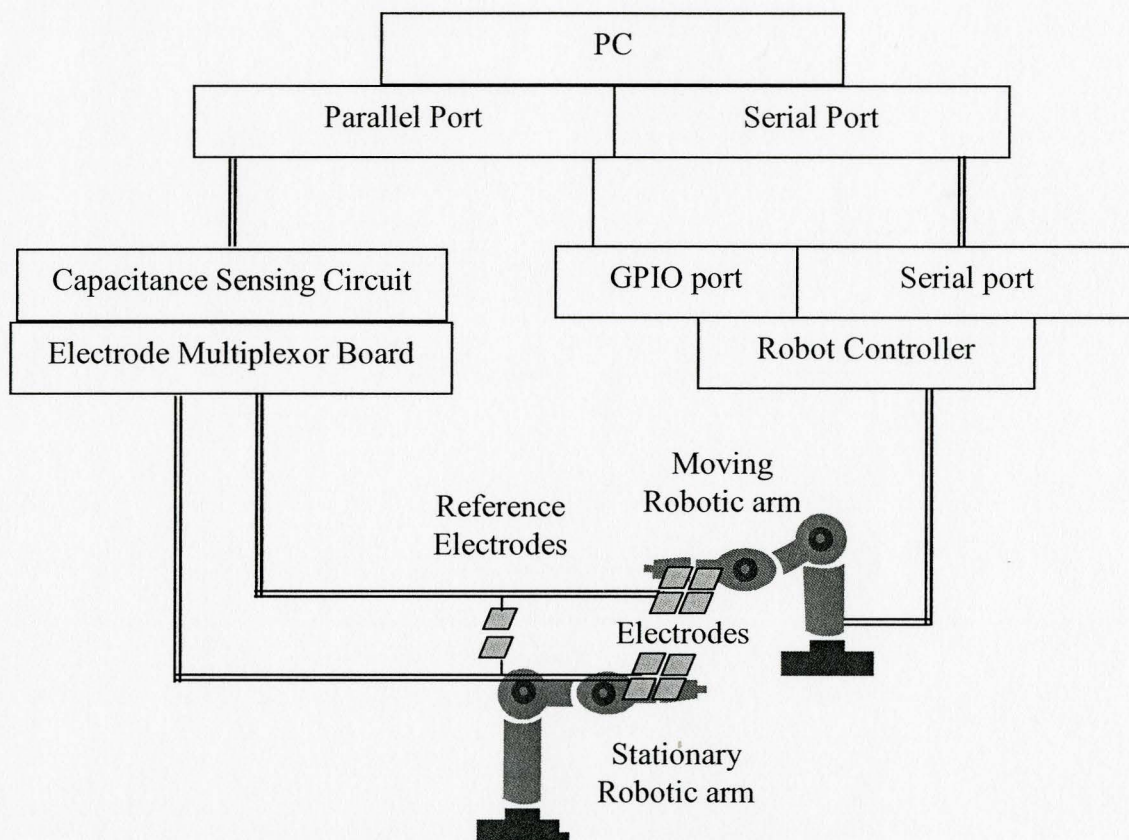 PC
Parallel Port
Serial Port
Capacitance Sensing Circuit
GPIO port
Serial port
Electrode Multiplexor Board
Robot Controller
Moving
Robotic arm
Reference
Electrodes
Electrodes
Stationary
Robotic arm